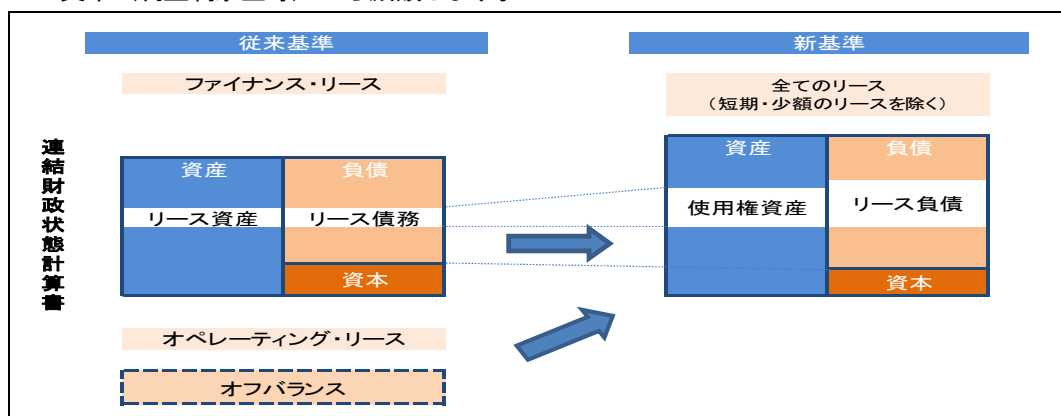 従来基準
新基準
ファイナンス・リース
全てのリース
(短期・少額のリースを除く)
連結財政状態計算書
資産
負債
リース資産
リース債務
資本
資産
負債
使用権資産
リース負債
資本
オペレーティング・リース
オフバランス